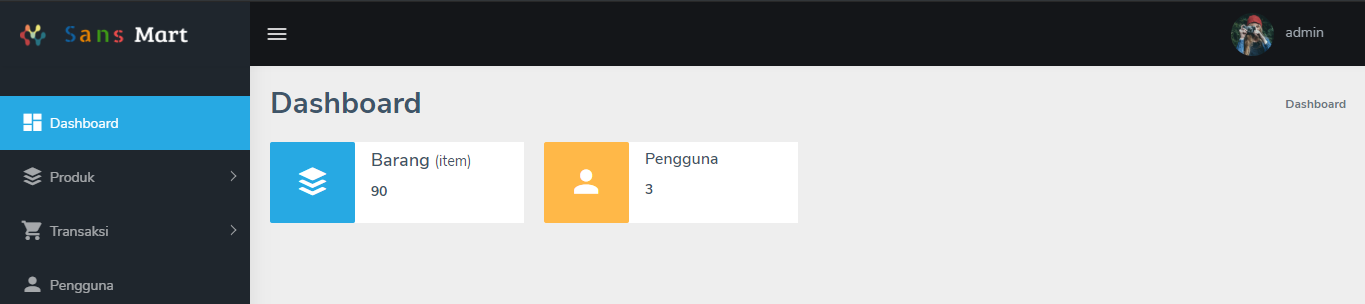 Sans Mart
admin
Dashboard
Dashboard
Dashboard
Produk
Transaksi
Pengguna
Barang (item)
90
Pengguna
3